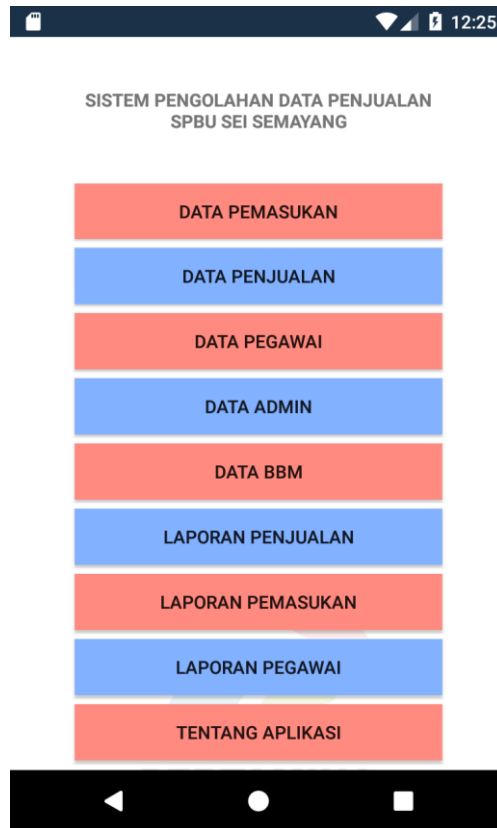 12:25
SISTEM PENGOLAHAN DATA PENJUALAN
SPBU SEI SEMAYANG
DATA PEMASUKAN
DATA PENJUALAN
DATA PEGAWAI
DATA ADMIN
DATA BBM
LAPORAN PENJUALAN
LAPORAN PEMASUKAN
LAPORAN PEGAWAI
TENTANG APLIKASI